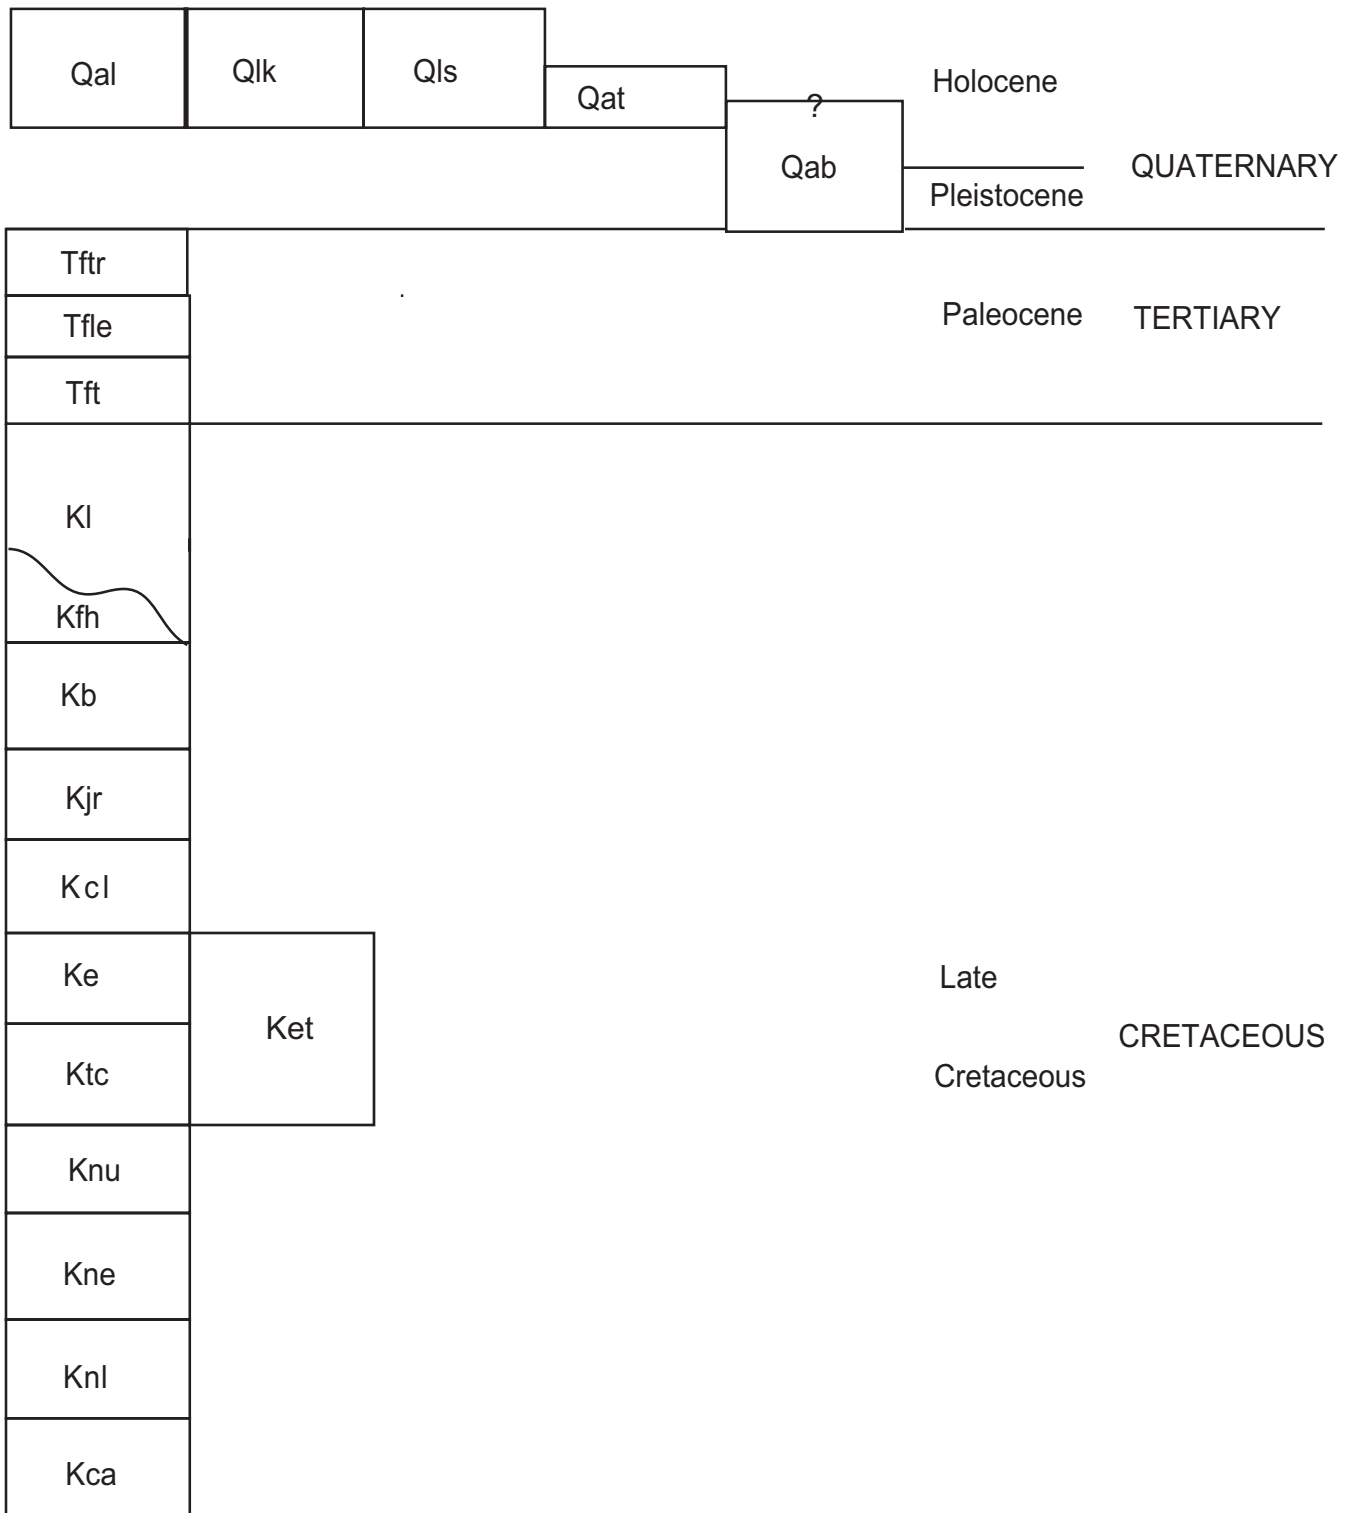 Qal
Qlk
Qls
Qat
?
Qab
Holocene
QUATERNARY
Pleistocene
Tftr
Tfle
Tft
Paleocene
TERTIARY
Kl
Kfh
Kb
Kjr
Kcl
Ke
Ket
Ktc
Late
Cretaceous
CRETACEOUS
Knu
Kne
Knl
Kca